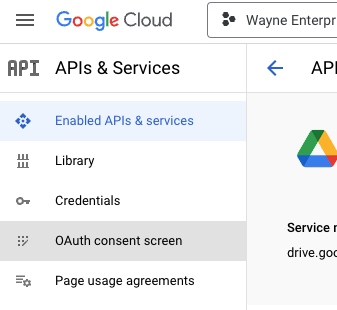 Google Cloud
Wayne Enterpr
API APIs & Services
API
Enabled APIs & services
Library
Credentials
OAuth consent screen
Page usage agreements
Service
drive.goo